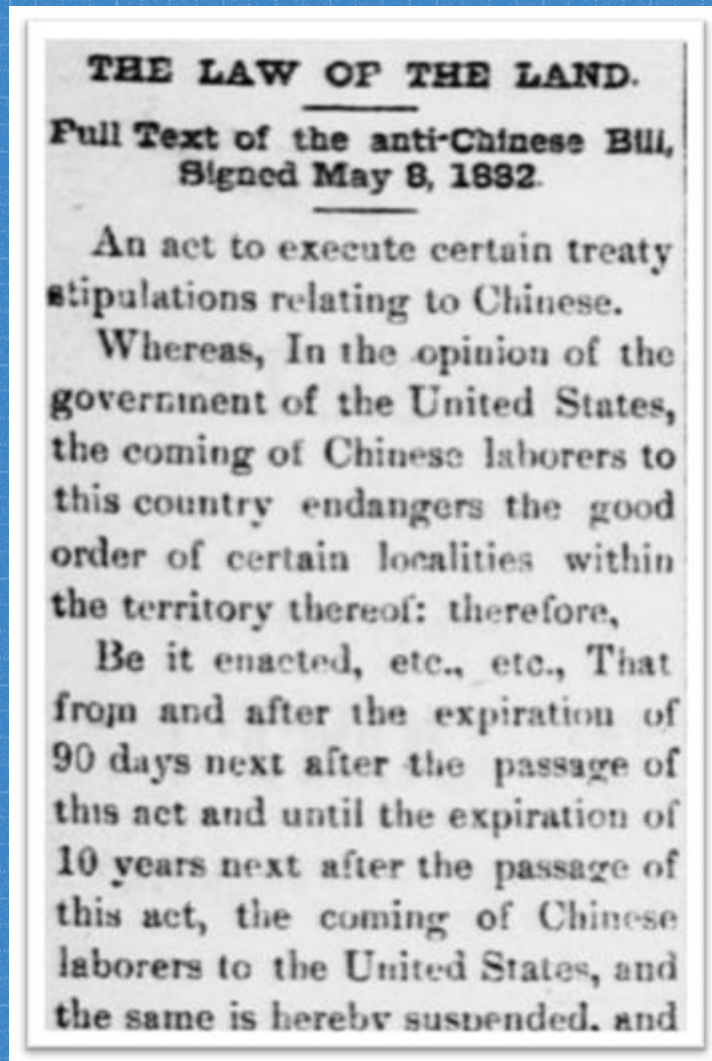 THE LAW OF THE LAND.
Full Text of the anti-Chinese Bill,
Signed May 8, 1882.
An act to execute certain treaty
stipulations relating to Chinese.
Whereas, In the opinion of the
government of the United States,
the coming of Chinese laborers to
this country endangers the good
order of certain localities within
the territory thereof: therefore,
Be it enacted, etc., etc., That
from and after the expiration of
90 days next after the passage of
this act and until the expiration of
10 years next after the passage of
this act, the coming of Chinese
laborers to the United States, and
the same is hereby suspended, and